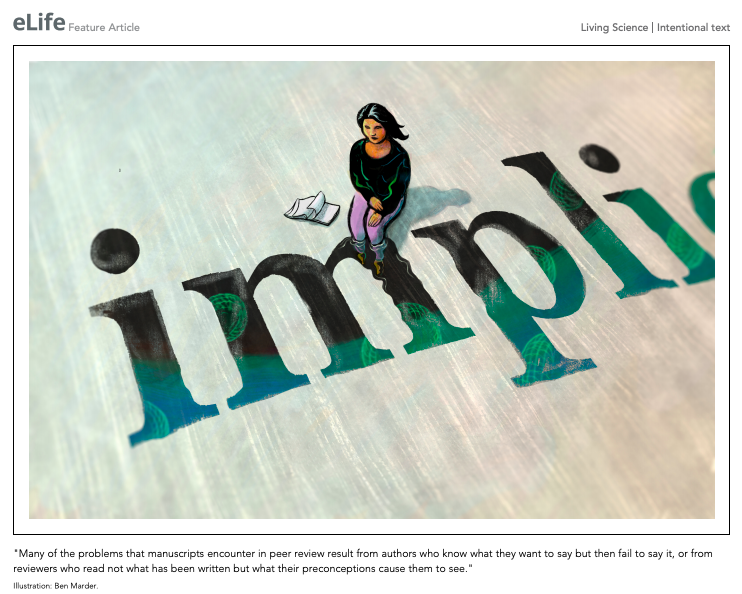 eLife Feature Article
Living Science | Intentional text
impli
"Many of the problems that manuscripts encounter in peer review result from authors who know what they want to say but then fail to say it, or from
reviewers who read not what has been written but what their preconceptions cause them to see."
Illustration: Ben Marder.